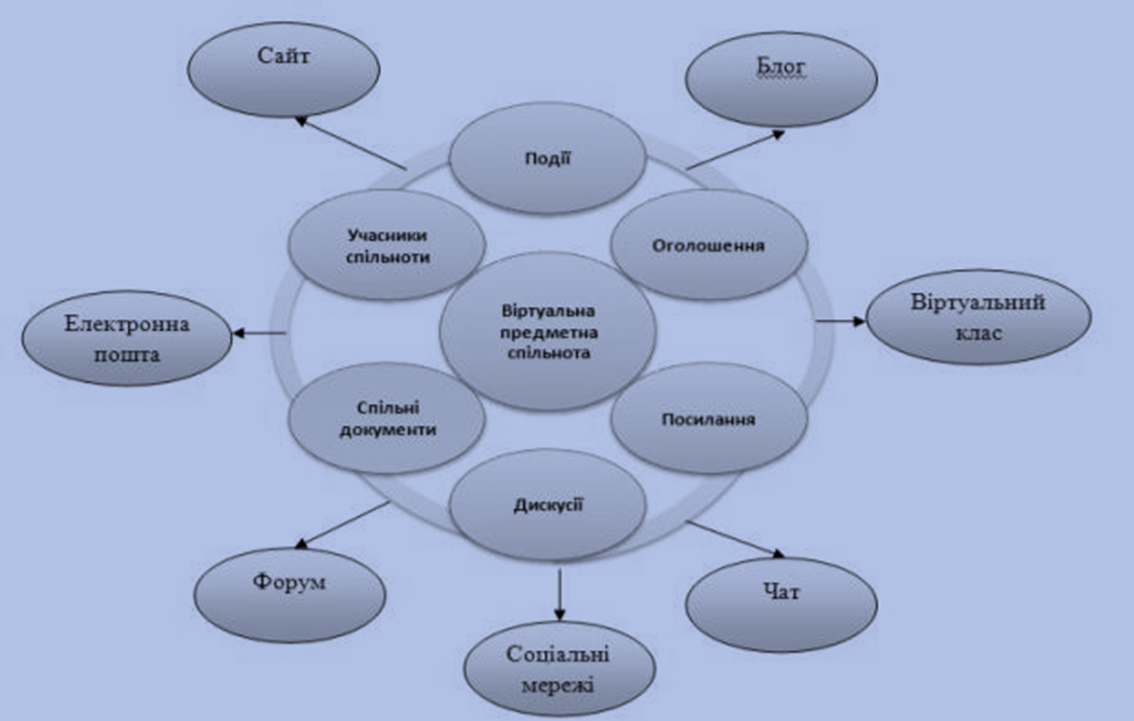 Сайт
Блог
Події
Учасники
спільноти
Оголошення
Віртуальна
предметна
спільнота
Електронна
пошта
Віртуальний
клас
Спільні
документи
Посилання
Дискусії
Форум
Чат
Соціальні
мережі